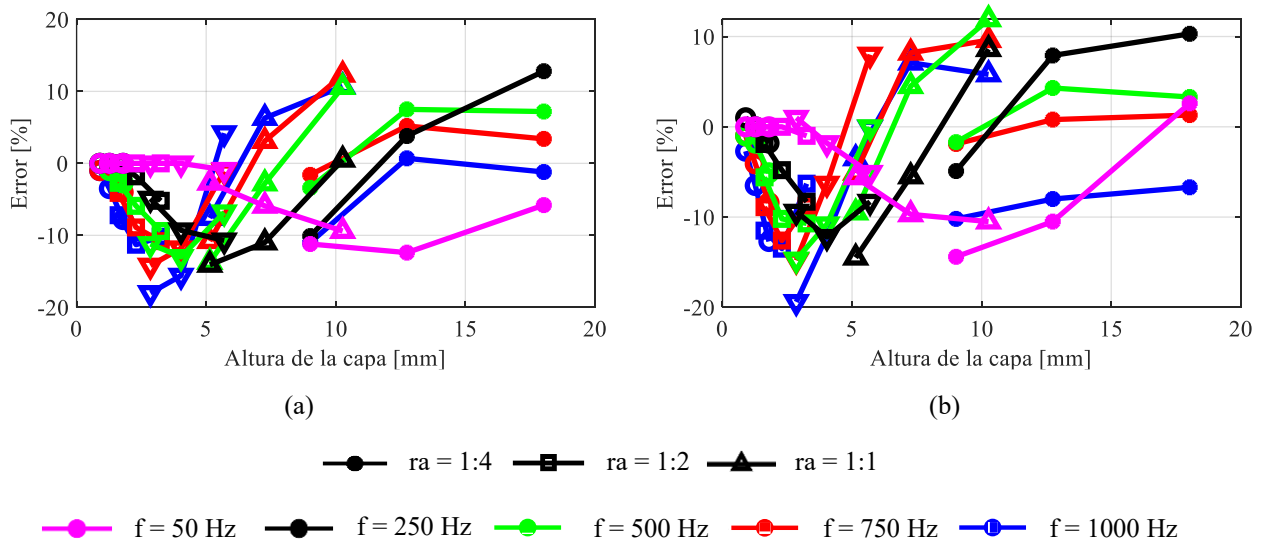 20
10
0
-10
-20
0 5 10 15 20
Error [%]
Altura de la capa [mm]
(a)
10
0
-10
-20
0 5 10 15 20
Error [%]
Altura de la capa [mm]
(b)
ra = 1:4 ra = 1:2 ra = 1:1
f = 50 Hz f = 250 Hz f = 500 Hz f = 750 Hz f = 1000 Hz